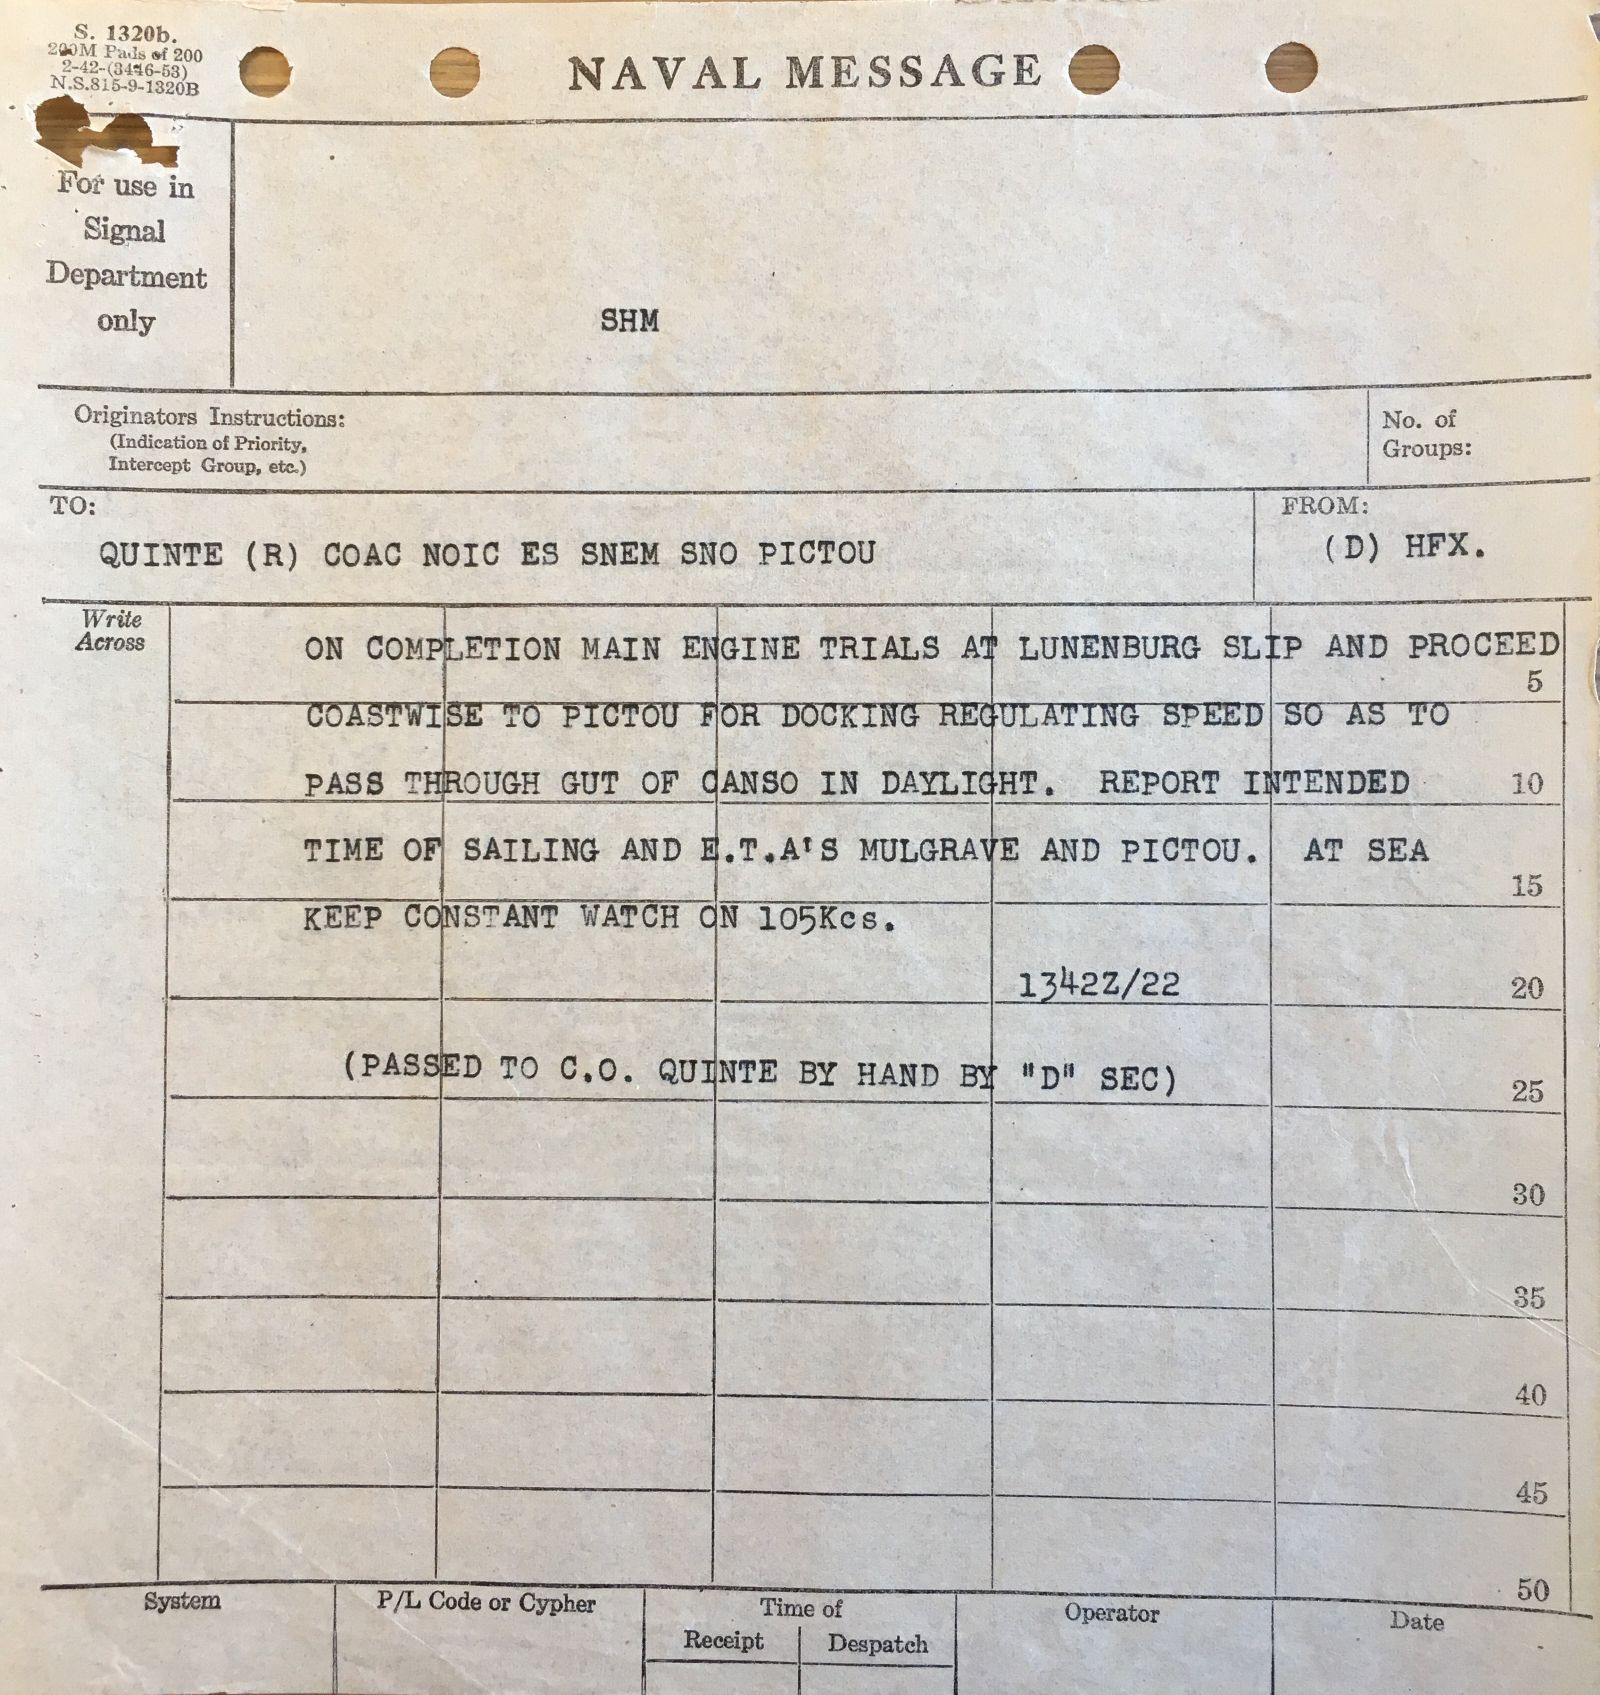 S. 1320b.
200M Pads of 200
2-42-(3446-53)
N.S.815-9-1320B
NAVAL MESSAGE
For use in
Signal
Department
only
SHM
Originators Instructions:
(Indication of Priority,
Intercept Group, etc.)
No. of
Groups:
TO:
QUINTE (R) COAC NOIC ES SNEM SNO PICTOU
FROM:
(D) HFX.
Write
Across
ON COMPLETION MAIN ENGINE TRIALS AT LUNENBURG SLIP AND PROCEED
5
COASTWISE TO PICTOU FOR DOCKING REGULATING SPEED SO AS TO
PASS THROUGH GUT OF CANSO IN DAYLIGHT. REPORT INTENDED
10
TIME OF SAILING AND E.T.A'S MULGRAVE AND PICTOU. AT SEA
15
KEEP CONSTANT WATCH ON 105Kcs.
1342Z/22
20
(PASSED TO C.O. QUINTE BY HAND BY "D" SEC)
25
30
35
40
45
50
System
P/L Code or Cypher
Time of
Receipt
Despatch
Operator
Date